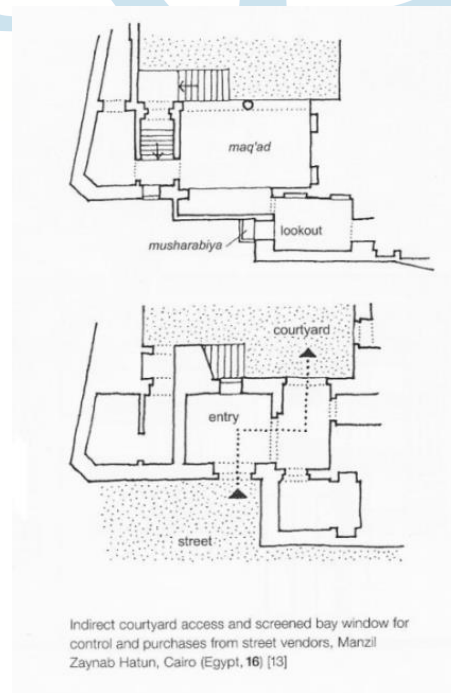 maq'ad
lookout
musharabiya
courtyard
entry
street
Indirect courtyard access and screened bay window for
control and purchases from street vendors, Manzil
Zaynab Hatun, Cairo (Egypt, 16) [13]